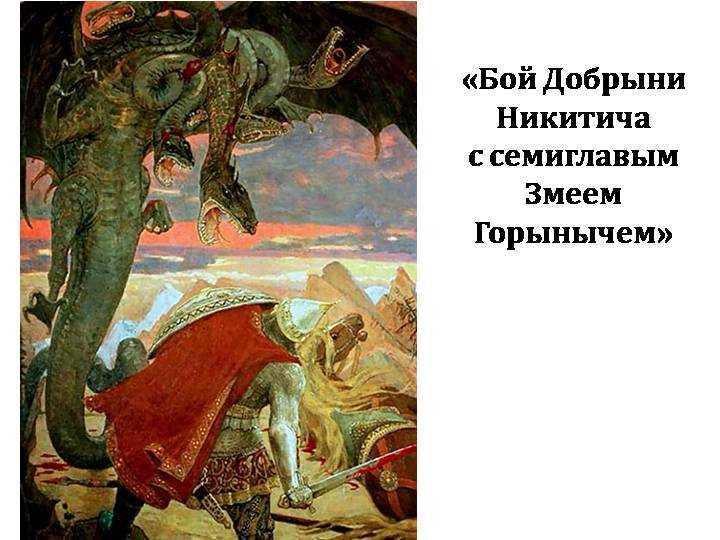 «Бой Добрыни
Никитича
с семиглавым
Змеем
Горынычем»